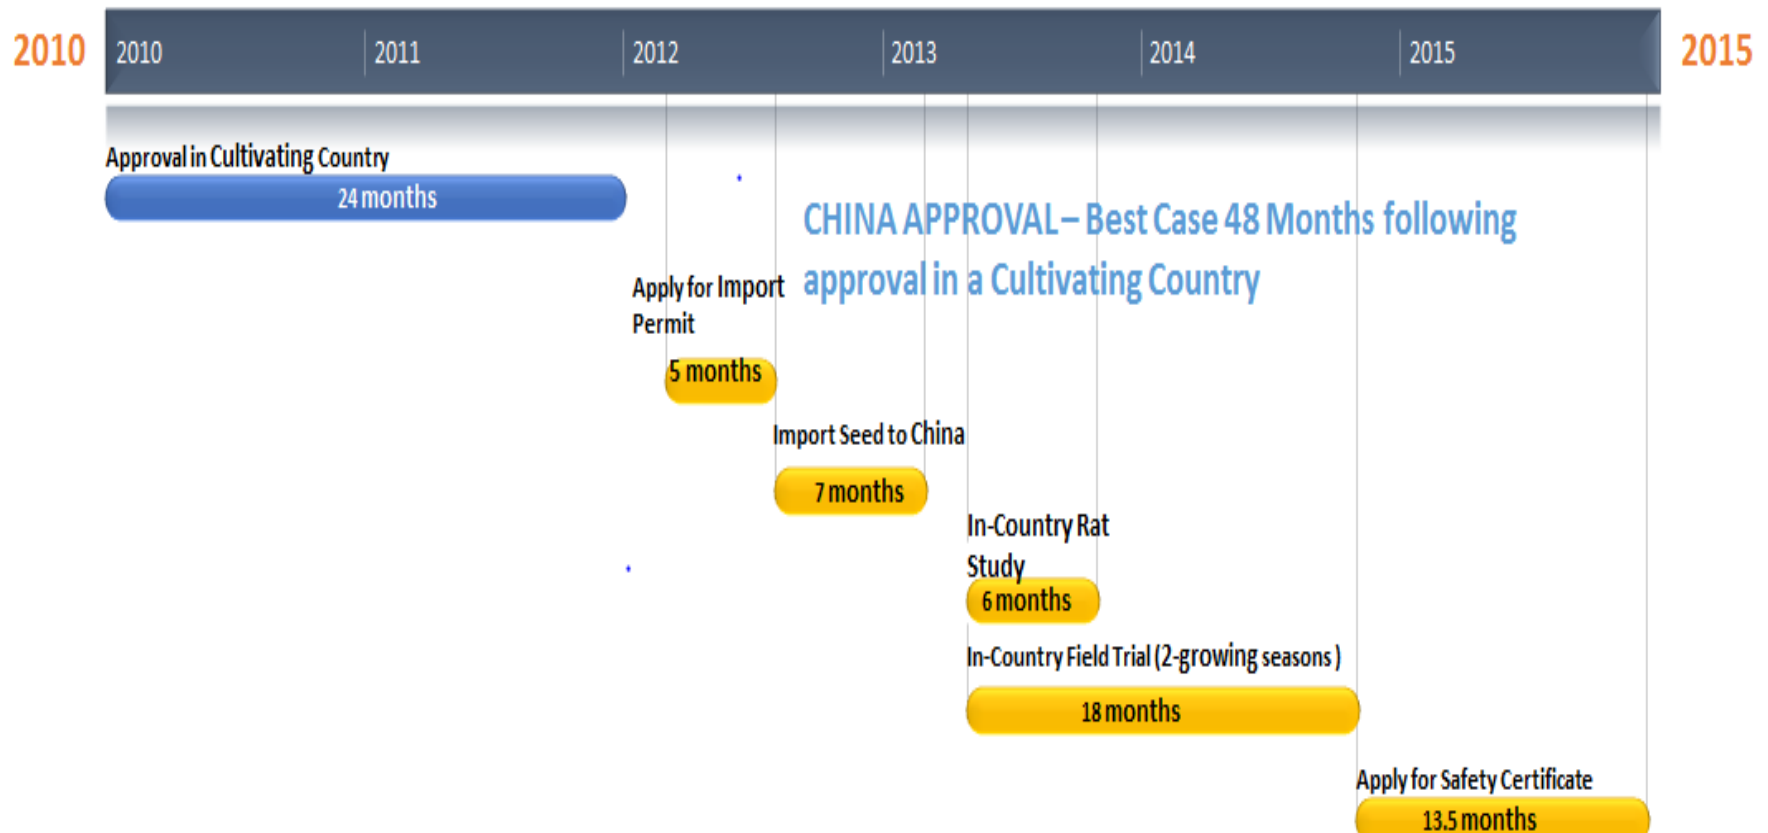 2010 2010 2011 2012 2013 2014 2015 2015
Approval in Cultivating Country
24 months
CHINA APPROVAL – Best Case 48 Months following
approval in a Cultivating Country
Apply for Import
Permit
5 months
Import Seed to China
7 months
In-Country Rat
Study
6 months
In-Country Field Trial (2-growing seasons )
18 months
Apply for Safety Certificate
13.5 months